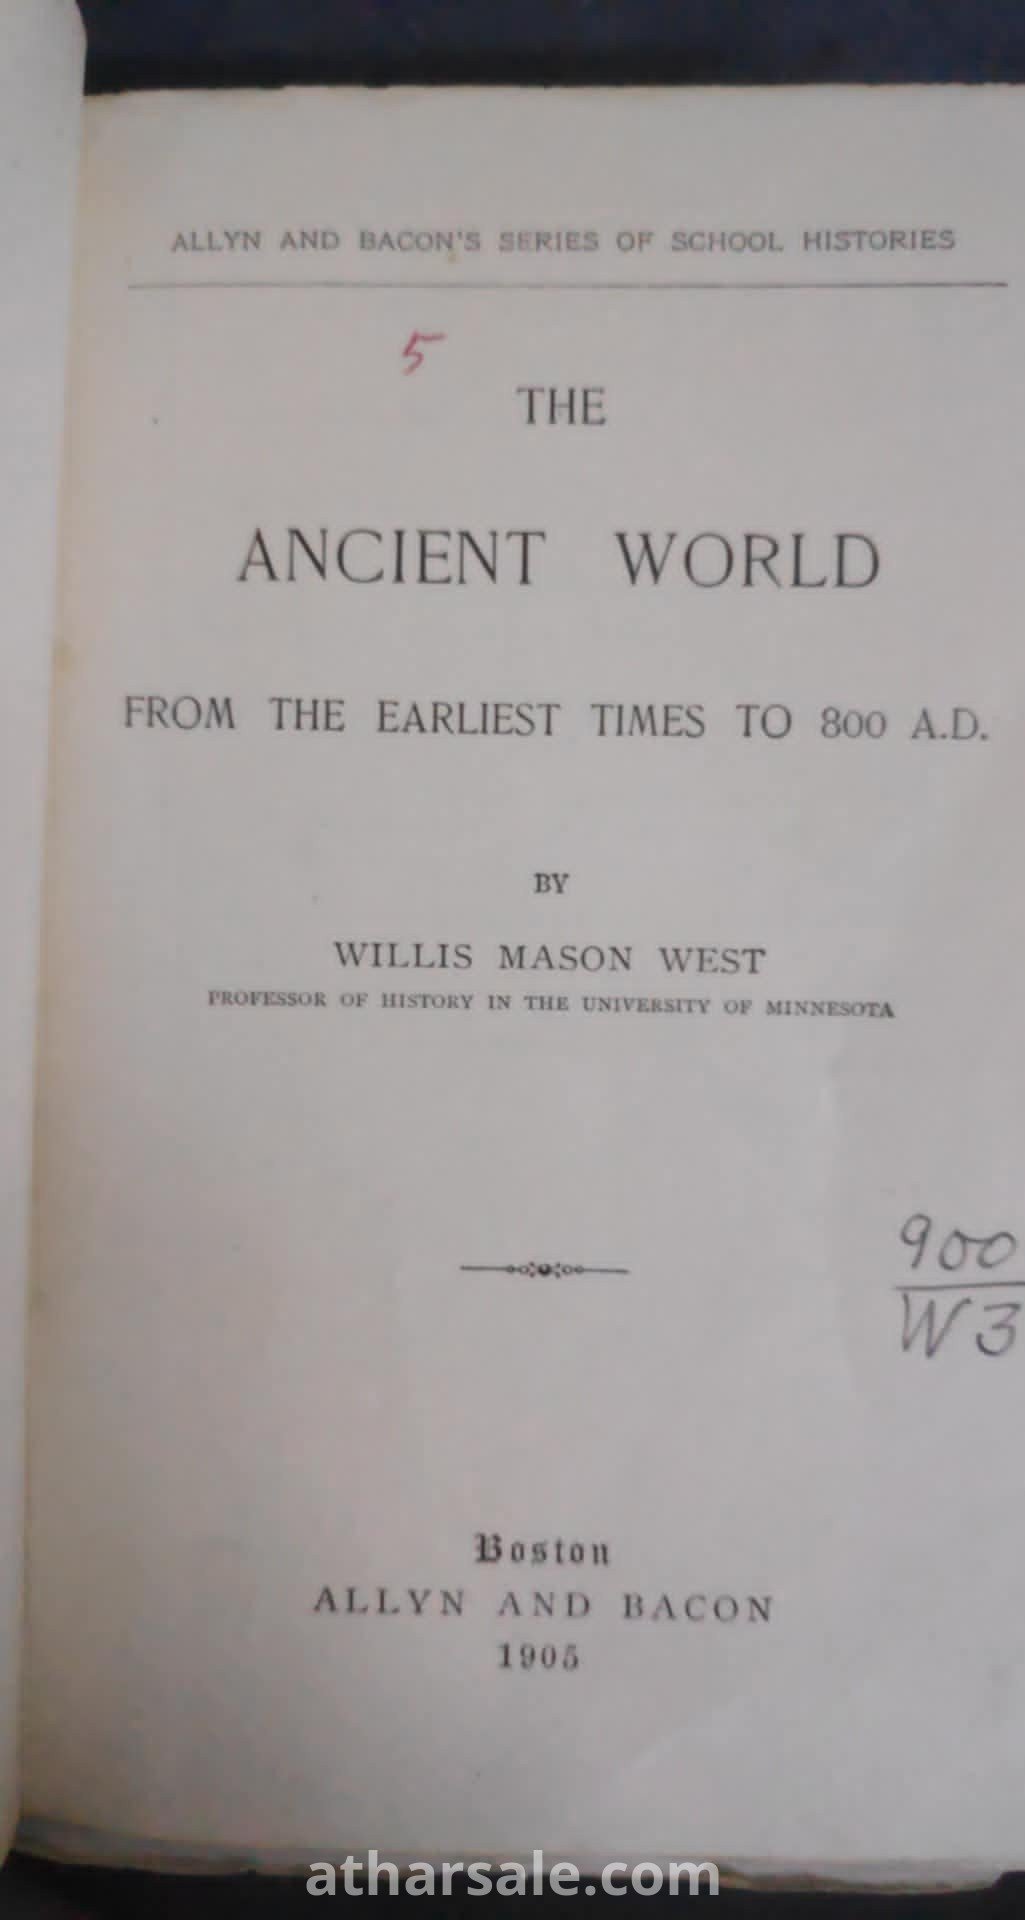 ALLYN AND BACON'S SERIES OF SCHOOL HISTORIES
5
THE
ANCIENT WORLD
FROM THE EARLIEST TIMES TO 800 A.D.
BY
WILLIS MASON WEST
PROFESSOR OF HISTORY IN THE UNIVERSITY OF MINNESOTA
900
W3
Boston
ALLYN AND BACON
1905
atharsale.com